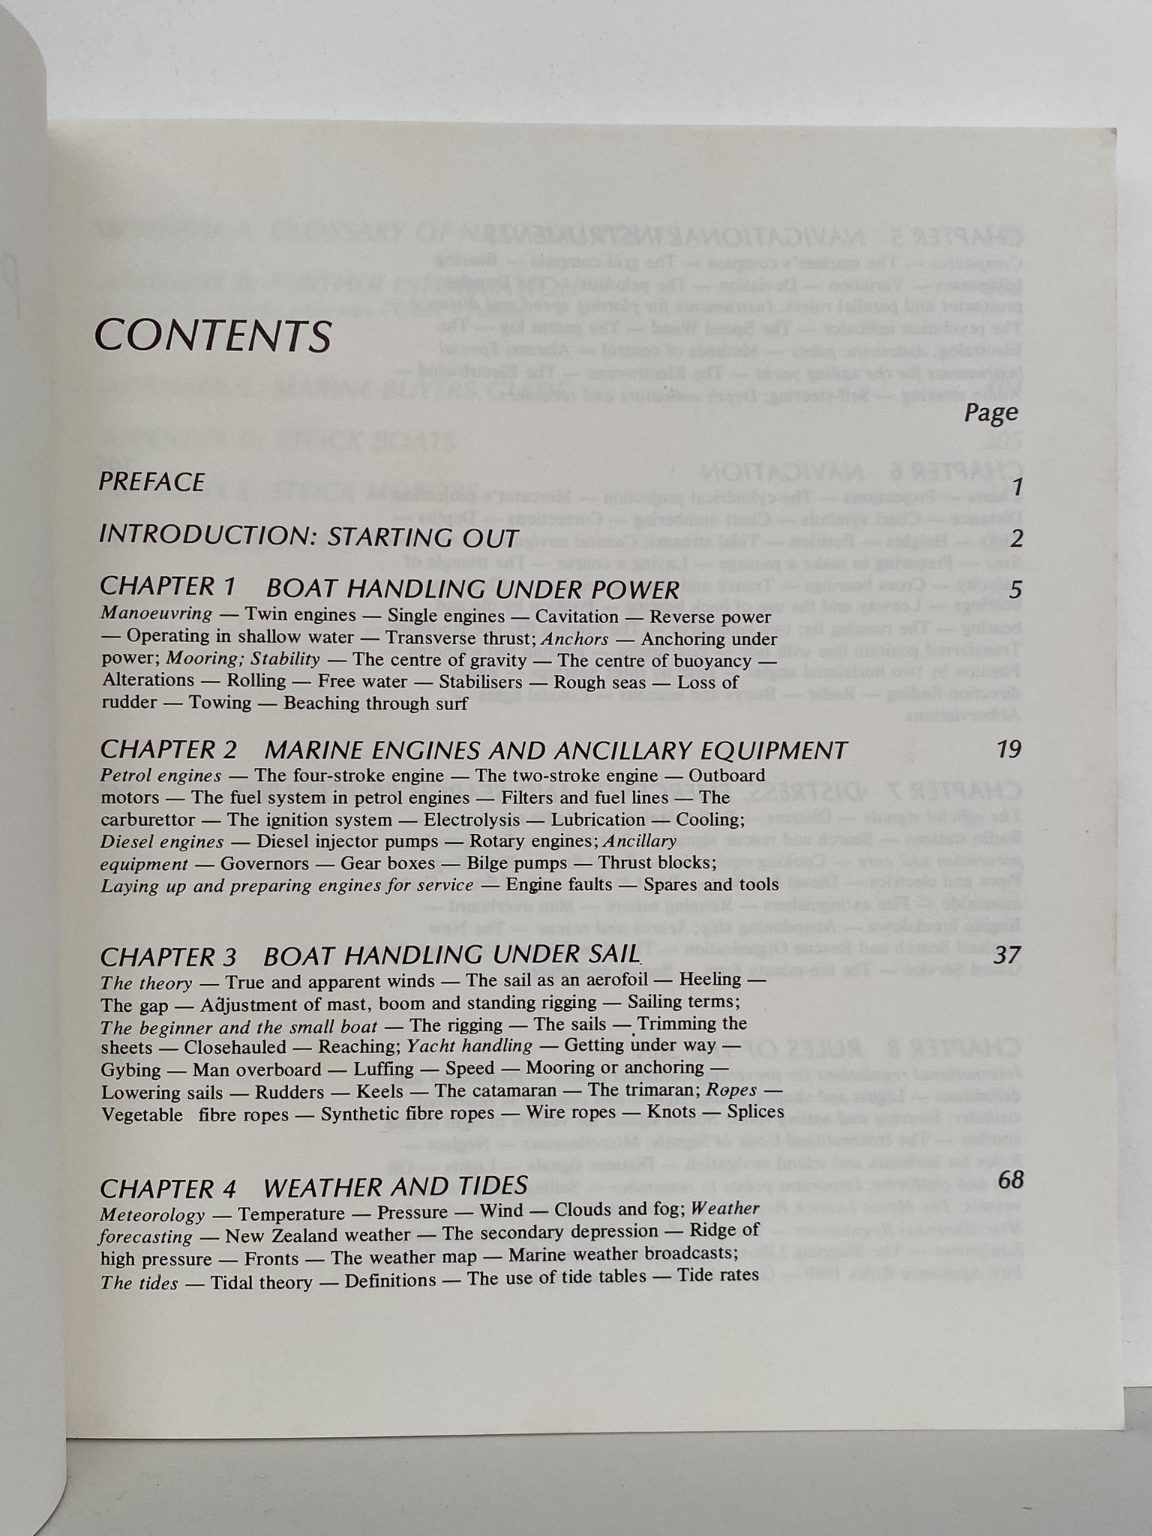 CONTENTS
Page
PREFACE 1
INTRODUCTION: STARTING OUT 2
CHAPTER 1 BOAT HANDLING UNDER POWER 5
Manoeuvring — Twin engines — Single engines — Cavitation — Reverse power
— Operating in shallow water — Transverse thrust; Anchors — Anchoring under
power; Mooring; Stability — The centre of gravity — The centre of buoyancy —
Alterations — Rolling — Free water — Stabilisers — Rough seas — Loss of
rudder — Towing — Beaching through surf
CHAPTER 2 MARINE ENGINES AND ANCILLARY EQUIPMENT 19
Petrol engines — The four-stroke engine — The two-stroke engine — Outboard
motors — The fuel system in petrol engines — Filters and fuel lines — The
carburettor — The ignition system — Electrolysis — Lubrication — Cooling;
Diesel engines — Diesel injector pumps — Rotary engines; Ancillary
equipment — Governors — Gear boxes — Bilge pumps — Thrust blocks;
Laying up and preparing engines for service — Engine faults — Spares and tools
CHAPTER 3 BOAT HANDLING UNDER SAIL 37
The theory — True and apparent winds — The sail as an aerofoil — Heeling —
The gap — Adjustment of mast, boom and standing rigging — Sailing terms;
The beginner and the small boat — The rigging — The sails — Trimming the
sheets — Closehauled — Reaching; Yacht handling — Getting under way —
Gybing — Man overboard — Luffing — Speed — Mooring or anchoring —
Lowering sails — Rudders — Keels — The catamaran — The trimaran; Ropes —
Vegetable fibre ropes — Synthetic fibre ropes — Wire ropes — Knots — Splices
CHAPTER 4 WEATHER AND TIDES 68
Meteorology — Temperature — Pressure — Wind — Clouds and fog; Weather
forecasting — New Zealand weather — The secondary depression — Ridge of
high pressure — Fronts — The weather map — Marine weather broadcasts;
The tides — Tidal theory — Definitions — The use of tide tables — Tide rates